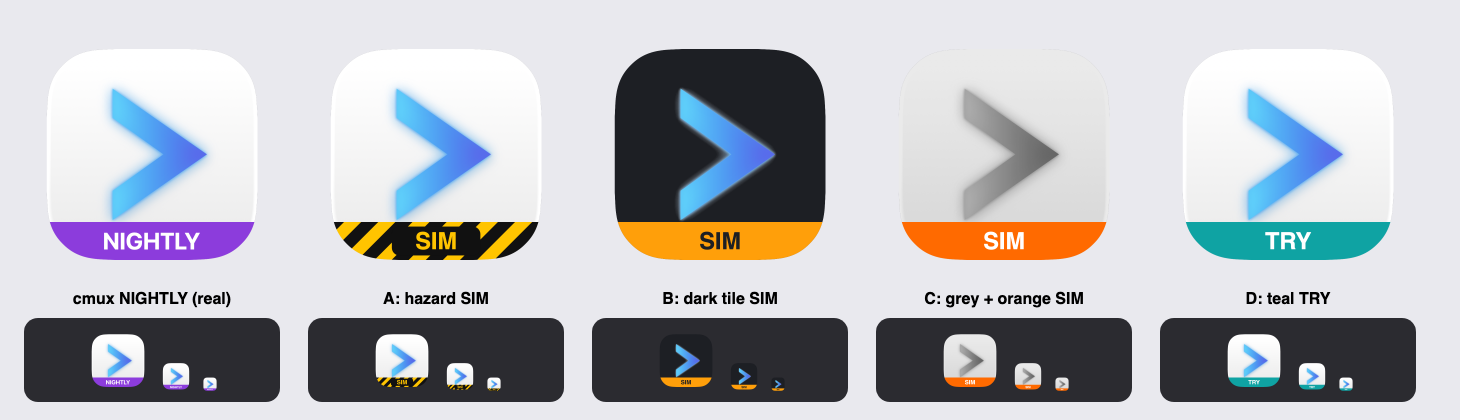 NIGHTLY
SIM
SIM
SIM
TRY
cmux NIGHTLY (real)
A: hazard SIM
B: dark tile SIM
C: grey + orange SIM
D: teal TRY
NIGHTLY
SIM
SIM
SIM
TRY